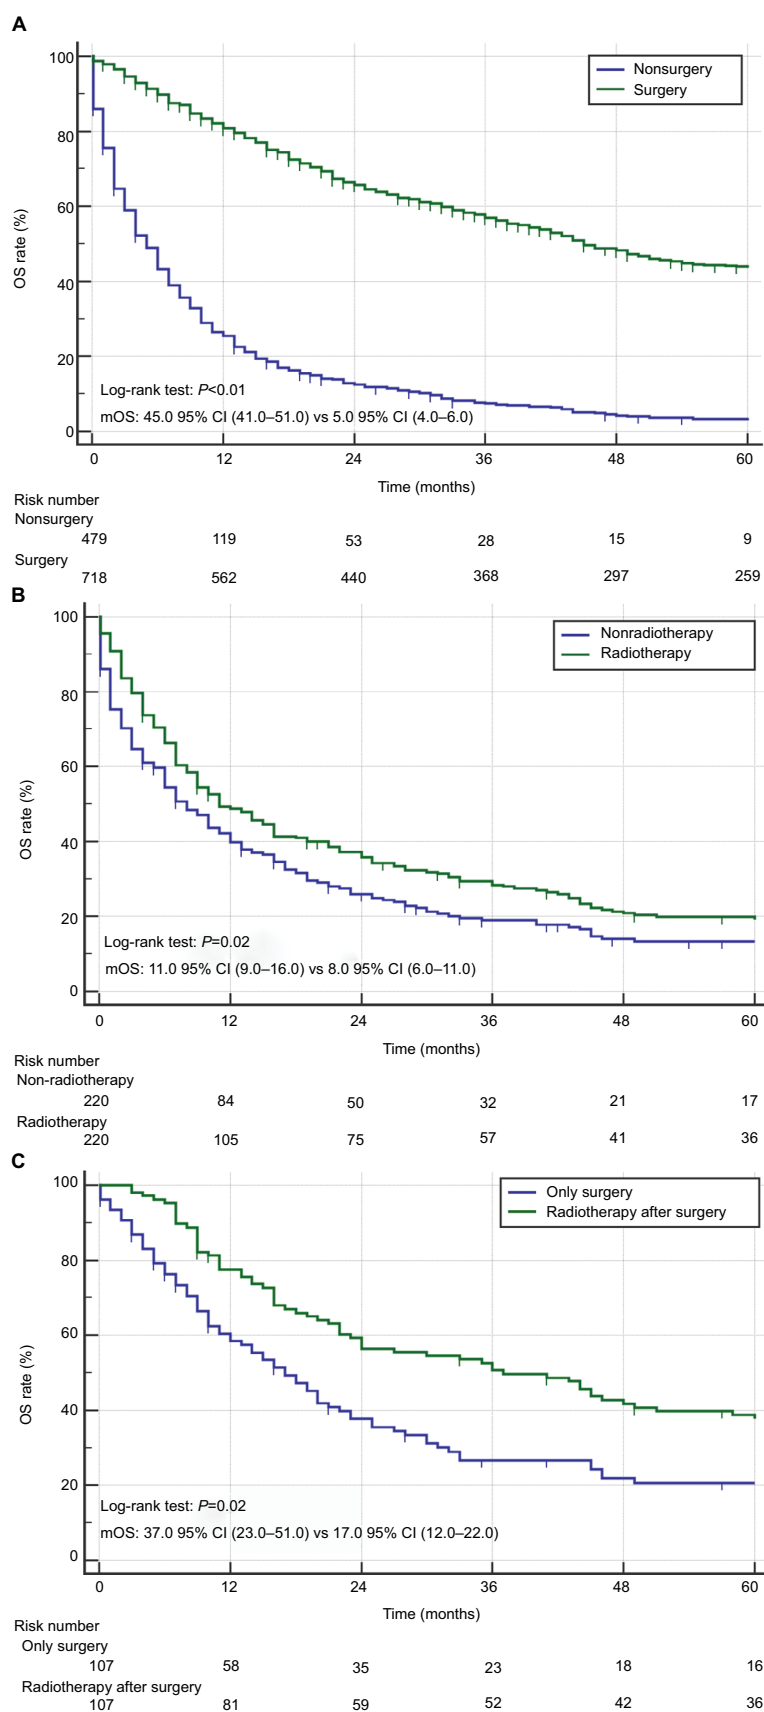 A
100
80
60
40
20
0
OS rate (%)
Nonsurgery
Surgery
Log-rank test: P<0.01
mOS: 45.0 95% CI (41.0–51.0) vs 5.0 95% CI (4.0–6.0)
0 12 24 36 48 60
Time (months)
Risk number
Nonsurgery
479 119 53 28 15 9
Surgery
718 562 440 368 297 259
B
100
80
60
40
20
0
OS rate (%)
Nonradiotherapy
Radiotherapy
Log-rank test: P=0.02
mOS: 11.0 95% CI (9.0–16.0) vs 8.0 95% CI (6.0–11.0)
0 12 24 36 48 60
Time (months)
Risk number
Non-radiotherapy
220 84 50 32 21 17
Radiotherapy
220 105 75 57 41 36
C
100
80
60
40
20
0
OS rate (%)
Only surgery
Radiotherapy after surgery
Log-rank test: P=0.02
mOS: 37.0 95% CI (23.0–51.0) vs 17.0 95% CI (12.0–22.0)
0 12 24 36 48 60
Time (months)
Risk number
Only surgery
107 58 35 23 18 16
Radiotherapy after surgery
107 81 59 52 42 36